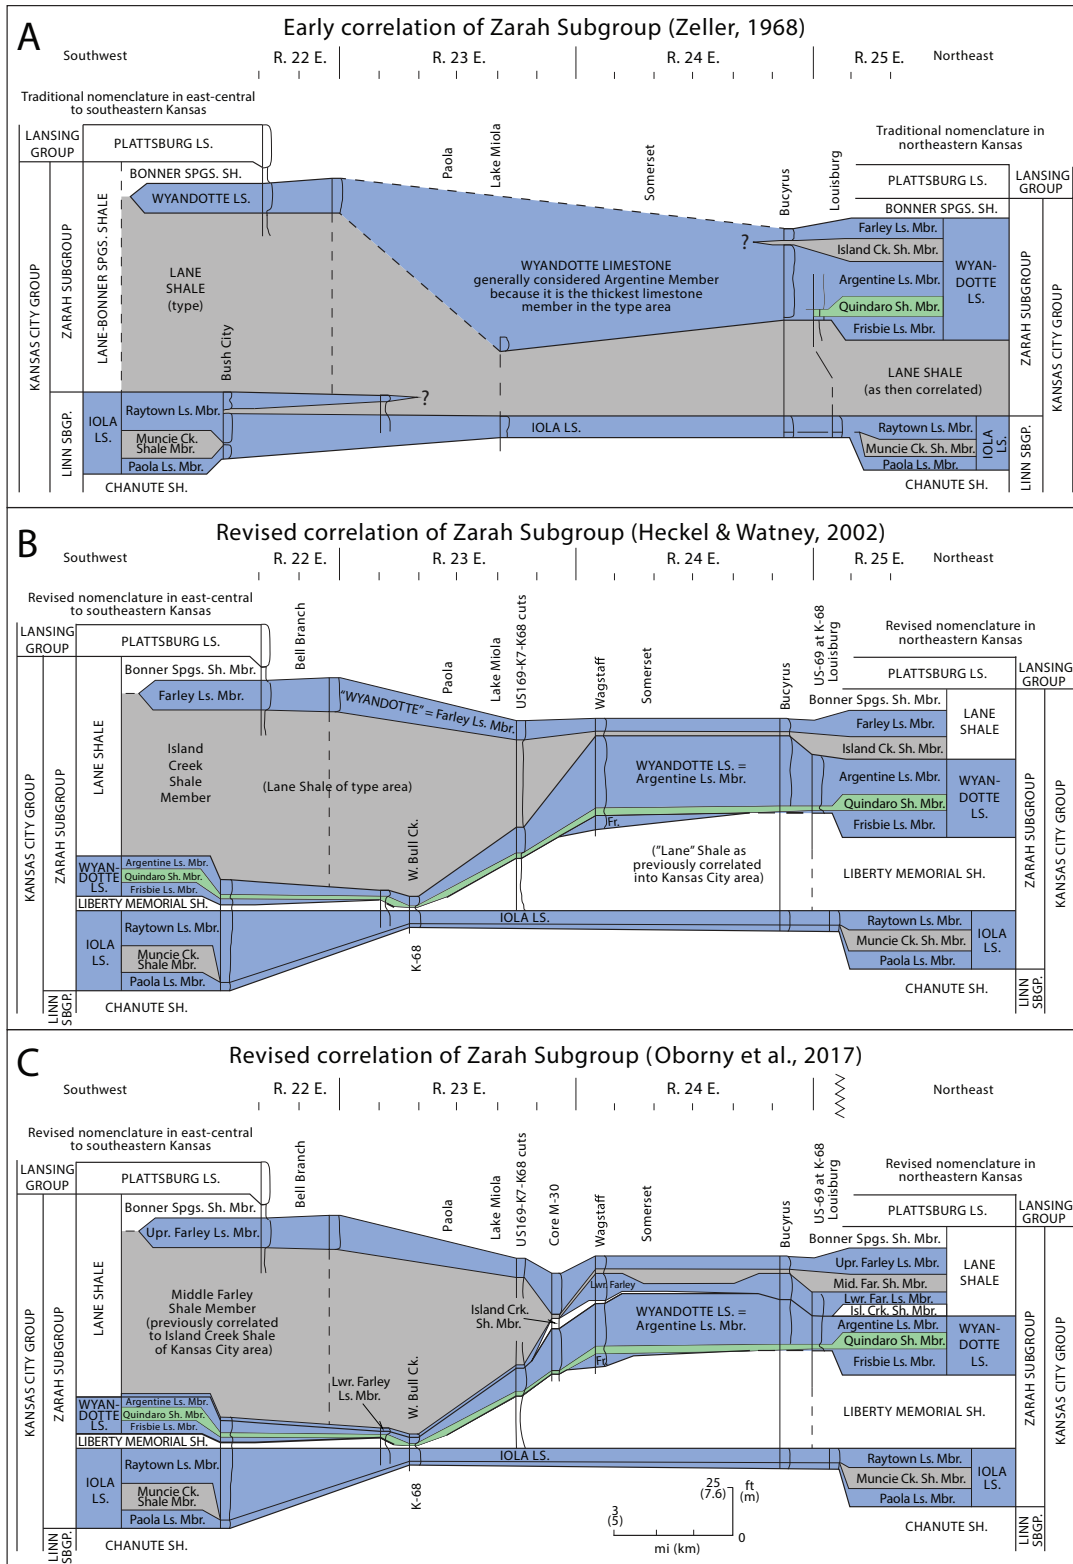 A
Early correlation of Zarah Subgroup (Zeller, 1968)
Southwest
R. 22 E.
R. 23 E.
R. 24 E.
R. 25 E.
Northeast
Traditional nomenclature in east-central
to southeastern Kansas
Traditional nomenclature in
northeastern Kansas
LANSING
GROUP
PLATTSBURG LS.
BONNER SPGS. SH.
WYANDOTTE LS.
KANSAS CITY GROUP
ZARAH SUBGROUP
LANE-BONNER SPGS. SHALE
LANE
SHALE
(type)
Bush City
Paola
Lake Miola
Somerset
Bucyrus
Louisburg
?
WYANDOTTE LIMESTONE
generally considered Argentine Member
because it is the thickest limestone
member in the type area
?
LINN SBGP.
IOLA
LS.
Raytown Ls. Mbr.
Muncie Ck.
Shale Mbr.
Paola Ls. Mbr.
CHANUTE SH.
IOLA LS.
PLATTSBURG LS.
LANSING
GROUP
BONNER SPGS. SH.
Farley Ls. Mbr.
Island Ck. Sh. Mbr.
Argentine Ls. Mbr.
Quindaro Sh. Mbr.
Frisbie Ls. Mbr.
WYAN-
DOTTE
LS.
LANE SHALE
(as then correlated)
Raytown Ls. Mbr.
Muncie Ck. Sh. Mbr.
Paola Ls. Mbr.
IOLA
LS.
CHANUTE SH.
ZARAH SUBGROUP
LINN SBGP.
KANSAS CITY GROUP
B
Revised correlation of Zarah Subgroup (Heckel & Watney, 2002)
Southwest
R. 22 E.
R. 23 E.
R. 24 E.
R. 25 E.
Northeast
Revised nomenclature in east-central
to southeastern Kansas
Revised nomenclature in
northeastern Kansas
LANSING
GROUP
PLATTSBURG LS.
Bonner Spgs. Sh. Mbr.
Farley Ls. Mbr.
KANSAS CITY GROUP
ZARAH SUBGROUP
LANE SHALE
Island
Creek
Shale
Member
(Lane Shale of type area)
Bell Branch
Paola
Lake Miola
US169-K7-K68 cuts
Wagstaff
Somerset
Bucyrus
US-69 at K-68
Louisburg
"WYANDOTTE" = Farley Ls. Mbr.
W. Bull Ck.
WYANDOTTE LS. =
Argentine Ls. Mbr.
Fr.
("Lane" Shale as
previously correlated
into Kansas City area)
WYAN-
DOTTE
LS.
Argentine Ls. Mbr.
Quindaro Sh. Mbr.
Frisbie Ls. Mbr.
LIBERTY MEMORIAL SH.
IOLA
LS.
Raytown Ls. Mbr.
Muncie Ck.
Shale Mbr.
Paola Ls. Mbr.
LINN
SBGP.
CHANUTE SH.
IOLA LS.
K-68
PLATTSBURG LS.
LANSING
GROUP
Bonner Spgs. Sh. Mbr.
Farley Ls. Mbr.
Island Ck. Sh. Mbr.
LANE
SHALE
Argentine Ls. Mbr.
Quindaro Sh. Mbr.
Frisbie Ls. Mbr.
WYAN-
DOTTE
LS.
LIBERTY MEMORIAL SH.
Raytown Ls. Mbr.
Muncie Ck. Sh. Mbr.
Paola Ls. Mbr.
IOLA
LS.
CHANUTE SH.
ZARAH SUBGROUP
LINN
SBGP.
KANSAS CITY GROUP
C
Revised correlation of Zarah Subgroup (Oborny et al., 2017)
Southwest
R. 22 E.
R. 23 E.
R. 24 E.
Northeast
Revised nomenclature in east-central
to southeastern Kansas
Revised nomenclature in
northeastern Kansas
LANSING
GROUP
PLATTSBURG LS.
Bonner Spgs. Sh. Mbr.
Upr. Farley Ls. Mbr.
KANSAS CITY GROUP
ZARAH SUBGROUP
LANE SHALE
Middle Farley
Shale Member
(previously correlated
to Island Creek Shale
of Kansas City area)
Bell Branch
Paola
Lake Miola
US169-K7-K68 cuts
Core M-30
Wagstaff
Somerset
Bucyrus
US-69 at K-68
Louisburg
Island Crk.
Sh. Mbr.
Lwr. Farley
Lwr. Farley
Ls. Mbr.
W. Bull Ck.
WYANDOTTE LS. =
Argentine Ls. Mbr.
Fr.
WYAN-
DOTTE
LS.
Argentine Ls. Mbr.
Quindaro Sh. Mbr.
Frisbie Ls. Mbr.
LIBERTY MEMORIAL SH.
IOLA
LS.
Raytown Ls. Mbr.
Muncie Ck.
Shale Mbr.
Paola Ls. Mbr.
LINN
SBGP.
CHANUTE SH.
IOLA LS.
K-68
PLATTSBURG LS.
LANSING
GROUP
Bonner Spgs. Sh. Mbr.
Upr. Farley Ls. Mbr.
Mid. Far. Sh. Mbr.
Lwr. Far. Ls. Mbr.
Isl. Crk. Sh. Mbr.
LANE
SHALE
Argentine Ls. Mbr.
Quindaro Sh. Mbr.
Frisbie Ls. Mbr.
WYAN-
DOTTE
LS.
LIBERTY MEMORIAL SH.
Raytown Ls. Mbr.
Muncie Ck. Sh. Mbr.
Paola Ls. Mbr.
IOLA
LS.
CHANUTE SH.
ZARAH SUBGROUP
LINN
SBGP.
KANSAS CITY GROUP
25
(7.6)
ft
(m)
3
(5)
0
mi (km)